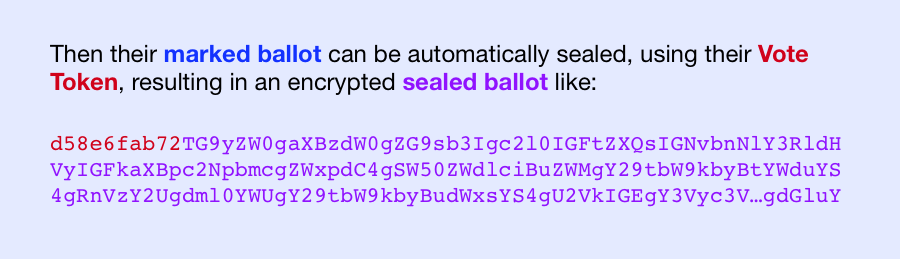 Then their marked ballot can be automatically sealed, using their Vote
Token, resulting in an encrypted sealed ballot like:
d58e6fab72TG9yZW0gaXBzdW0gZG9sb3Igc2l0IGFtZXQsIGNvbnNlY3RldH
VyIGFkaXBpc2NpbmcgZWxpdC4gSW50ZWdlciBuZWMgY29tbW9kbyBtYWduYS
4gRnVzY2Ugdml0YWUgY29tbW9kbyBudWxsYS4gU2VkIGEgY3Vyc3V…gdGluY